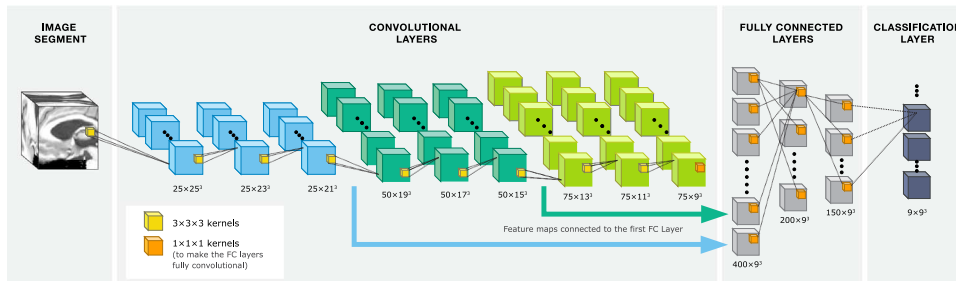 IMAGE
SEGMENT
CONVOLUTIONAL
LAYERS
FULLY CONNECTED
LAYERS
CLASSIFICATION
LAYER
25×25³
25×23³
25×21³
50×19³
50×17³
50×15³
75×13³
75×11³
75×9³
400×9³
200×9³
150×9³
9×9³
3×3×3 kernels
1×1×1 kernels
(to make the FC layers
fully convolutional)
Feature maps connected to the first FC Layer